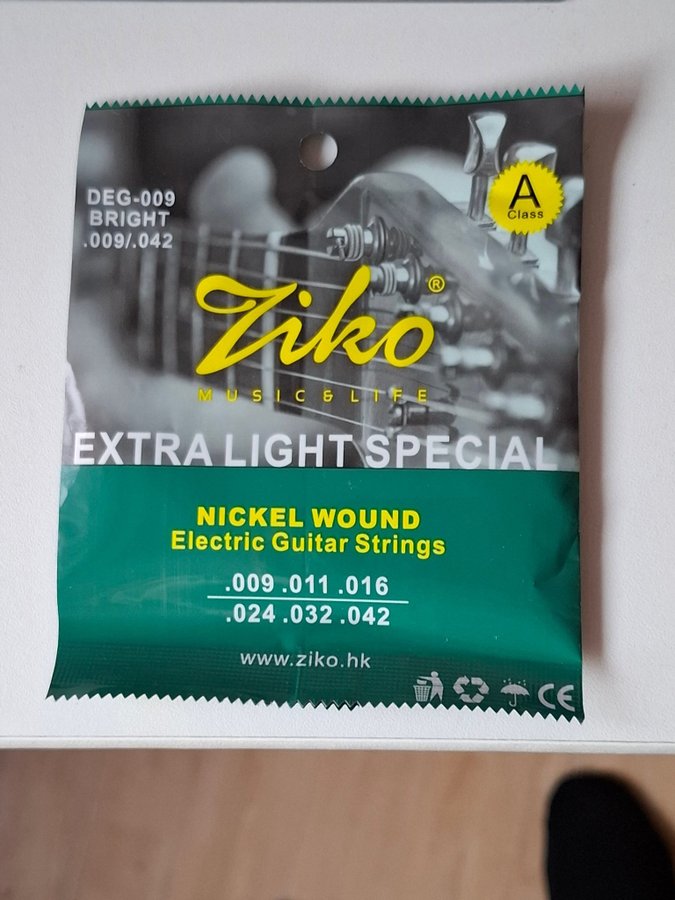 DEG-009
BRIGHT
.009/.042
A
Class
Ziko®
MUSIC & LIFE
EXTRA LIGHT SPECIAL
NICKEL WOUND
Electric Guitar Strings
.009 .011 .016
.024 .032 .042
www.ziko.hk
CE